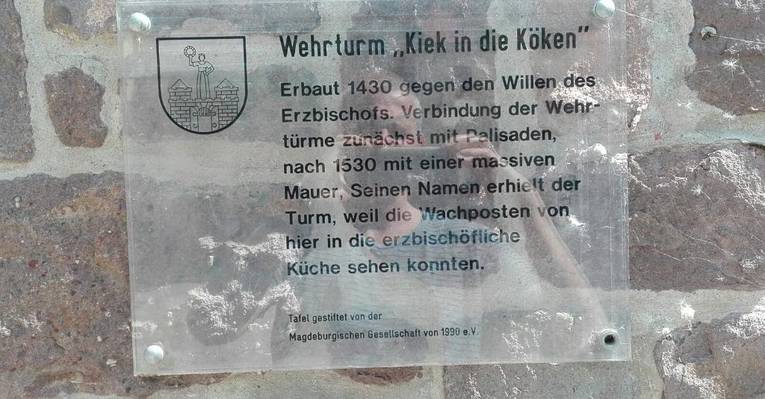 Wehrturm „Kiek in die Köken"
Erbaut 1430 gegen den Willen des
Erzbischofs. Verbindung der Wehr-
türme zunächst mit Palisaden,
nach 1530 mit einer massiven
Mauer, Seinen Namen erhielt der
Turm, weil die Wachposten von
hier in die erzbischöfliche
Küche sehen konnten.
Tafel gestiftet von der
Magdeburgischen Gesellschaft von 1990 e.V.